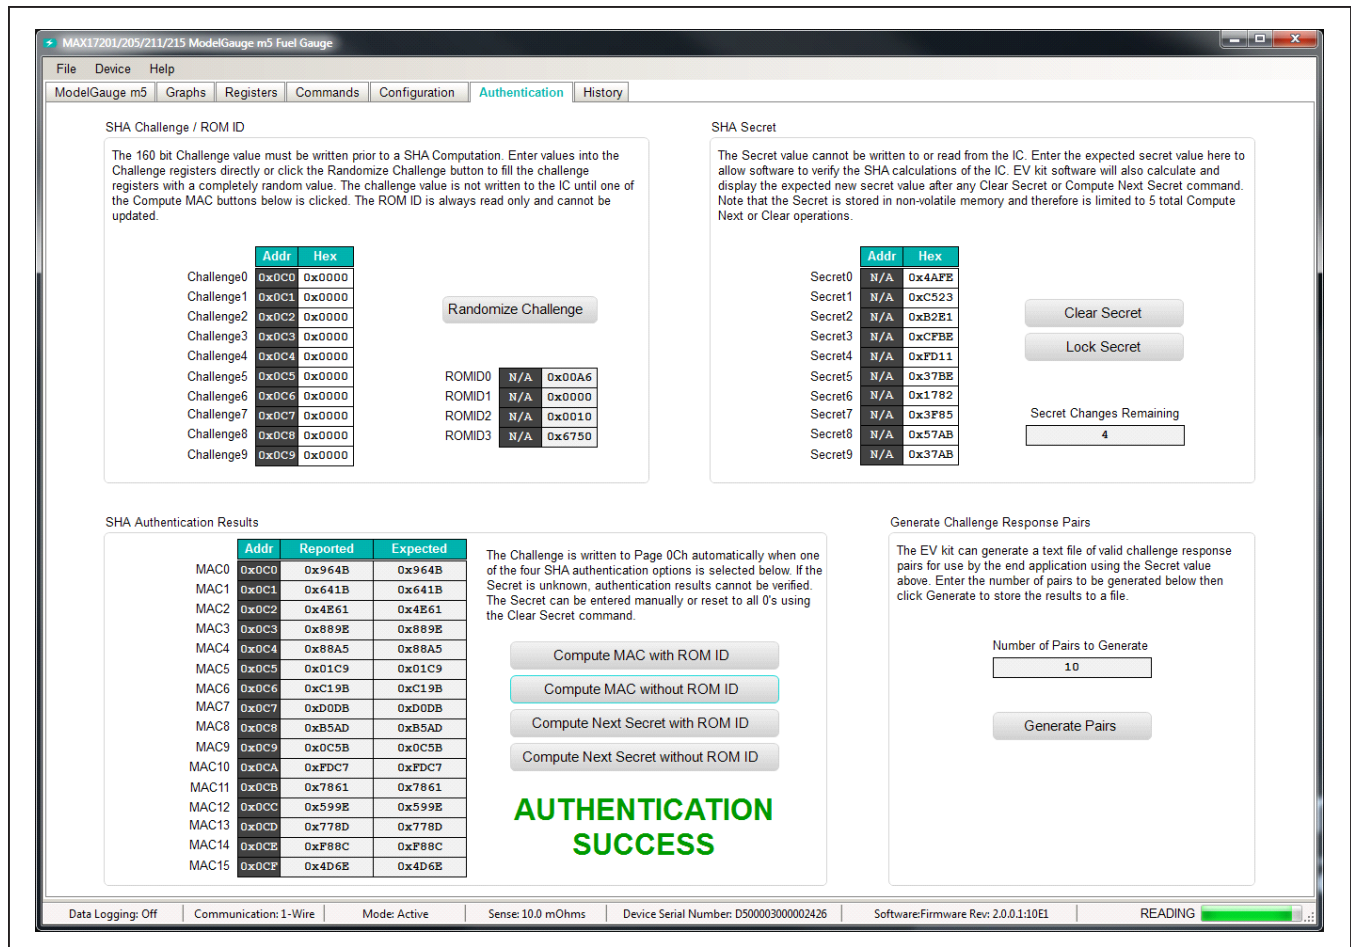 MAX17201/205/211/215 ModelGauge m5 Fuel Gauge
File Device Help
ModelGauge m5 Graphs Registers Commands Configuration Authentication History
SHA Challenge / ROM ID
The 160 bit Challenge value must be written prior to a SHA Computation. Enter values into the
Challenge registers directly or click the Randomize Challenge button to fill the challenge
registers with a completely random value. The challenge value is not written to the IC until one of
the Compute MAC buttons below is clicked. The ROM ID is always read only and cannot be
updated.
Addr Hex
Challenge0 0x0C0 0x0000
Challenge1 0x0C1 0x0000
Challenge2 0x0C2 0x0000
Challenge3 0x0C3 0x0000
Challenge4 0x0C4 0x0000
Challenge5 0x0C5 0x0000
Challenge6 0x0C6 0x0000
Challenge7 0x0C7 0x0000
Challenge8 0x0C8 0x0000
Challenge9 0x0C9 0x0000
Randomize Challenge
ROMID0 N/A 0x00A6
ROMID1 N/A 0x0000
ROMID2 N/A 0x0010
ROMID3 N/A 0x6750
SHA Secret
The Secret value cannot be written to or read from the IC. Enter the expected secret value here to
allow software to verify the SHA calculations of the IC. EV kit software will also calculate and
display the expected new secret value after any Clear Secret or Compute Next Secret command.
Note that the Secret is stored in non-volatile memory and therefore is limited to 5 total Compute
Next or Clear operations.
Addr Hex
Secret0 N/A 0x4AFE
Secret1 N/A 0xC523
Secret2 N/A 0xB2E1
Secret3 N/A 0xCFBE
Secret4 N/A 0xFD11
Secret5 N/A 0x37BE
Secret6 N/A 0x1782
Secret7 N/A 0x3F85
Secret8 N/A 0x57AB
Secret9 N/A 0x37AB
Clear Secret
Lock Secret
Secret Changes Remaining
4
SHA Authentication Results
Addr Reported Expected
MAC0 0x0C0 0x964B 0x964B
MAC1 0x0C1 0x641B 0x641B
MAC2 0x0C2 0x4E61 0x4E61
MAC3 0x0C3 0x889E 0x889E
MAC4 0x0C4 0x88A5 0x88A5
MAC5 0x0C5 0x01C9 0x01C9
MAC6 0x0C6 0xC19B 0xC19B
MAC7 0x0C7 0xD0DB 0xD0DB
MAC8 0x0C8 0xB5AD 0xB5AD
MAC9 0x0C9 0x0C5B 0x0C5B
MAC10 0x0CA 0xFDC7 0xFDC7
MAC11 0x0CB 0x7861 0x7861
MAC12 0x0CC 0x599E 0x599E
MAC13 0x0CD 0x778D 0x778D
MAC14 0x0CE 0xF88C 0xF88C
MAC15 0x0CF 0x4D6E 0x4D6E
The Challenge is written to Page 0Ch automatically when one
of the four SHA authentication options is selected below. If the
Secret is unknown, authentication results cannot be verified.
The Secret can be entered manually or reset to all 0's using
the Clear Secret command.
Compute MAC with ROM ID
Compute MAC without ROM ID
Compute Next Secret with ROM ID
Compute Next Secret without ROM ID
AUTHENTICATION
SUCCESS
Generate Challenge Response Pairs
The EV kit can generate a text file of valid challenge response
pairs for use by the end application using the Secret value
above. Enter the number of pairs to be generated below then
click Generate to store the results to a file.
Number of Pairs to Generate
10
Generate Pairs
Data Logging: Off Communication: 1-Wire Mode: Active Sense: 10.0 mOhms Device Serial Number: D500003000002426 Software:Firmware Rev: 2.0.0.1:10E1 READING